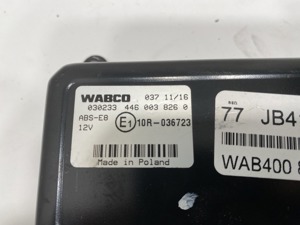 WABCO 037 11/16
030233 446 003 826 0
ABS-E8
12V
E1 10R-036723
Made in Poland
77 JB4
WAB400 8